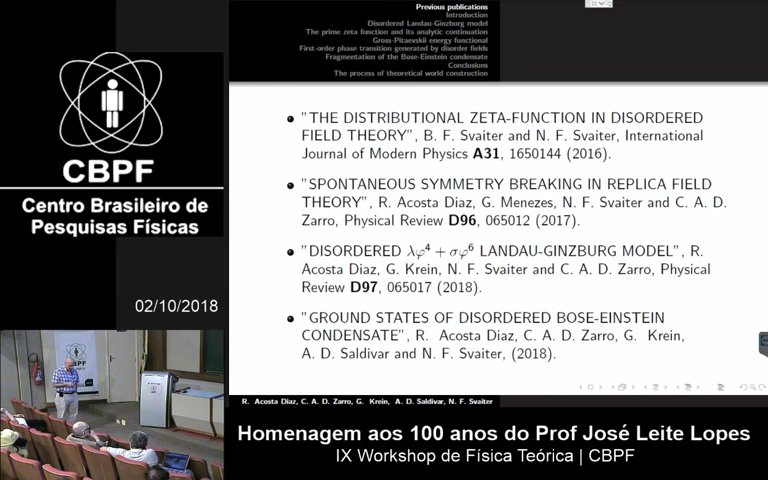 Previous publications
Introduction
Disordered Landau-Ginzburg model
The prime zeta function and its analytic continuation
Gross-Pitaevskii energy functional
First-order phase transition generated by disorder fields
Fragmentation of the Bose-Einstein condensate
Conclusions
The process of theoretical world construction
CBPF
Centro Brasileiro de
Pesquisas Físicas
02/10/2018
"THE DISTRIBUTIONAL ZETA-FUNCTION IN DISORDERED
FIELD THEORY", B. F. Svaiter and N. F. Svaiter, International
Journal of Modern Physics A31, 1650144 (2016).
"SPONTANEOUS SYMMETRY BREAKING IN REPLICA FIELD
THEORY", R. Acosta Diaz, G. Menezes, N. F. Svaiter and C. A. D.
Zarro, Physical Review D96, 065012 (2017).
"DISORDERED λφ⁴ + σφ⁶ LANDAU-GINZBURG MODEL", R.
Acosta Diaz, G. Krein, N. F. Svaiter and C. A. D. Zarro, Physical
Review D97, 065017 (2018).
"GROUND STATES OF DISORDERED BOSE-EINSTEIN
CONDENSATE", R. Acosta Diaz, C. A. D. Zarro, G. Krein,
A. D. Saldivar and N. F. Svaiter, (2018).
R. Acosta Diaz, C. A. D. Zarro, G. Krein, A. D. Saldivar, N. F. Svaiter
CBPF
Homenagem aos 100 anos do Prof José Leite Lopes
IX Workshop de Física Teórica | CBPF